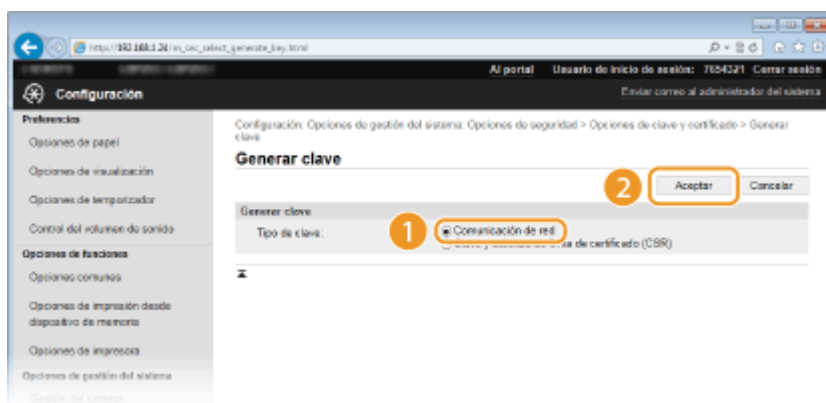 http://192.168.1.24/m_sec_select_generate_key.html
Al portal Usuario de inicio de sesión: 7654321 Cerrar sesión
Configuración
Enviar correo al administrador del sistema
Preferencias
Opciones de papel
Opciones de visualización
Opciones de temporizador
Control del volumen de sonido
Opciones de funciones
Opciones comunes
Opciones de impresión desde
dispositivo de memoria
Opciones de impresora
Opciones de gestión del sistema
Gestión del sistema
Configuración: Opciones de gestión del sistema: Opciones de seguridad > Opciones de clave y certificado > Generar
clave
Generar clave
2
Aceptar Cancelar
Generar clave
Tipo de clave:
1
Comunicación de red
de certificado (CSR)